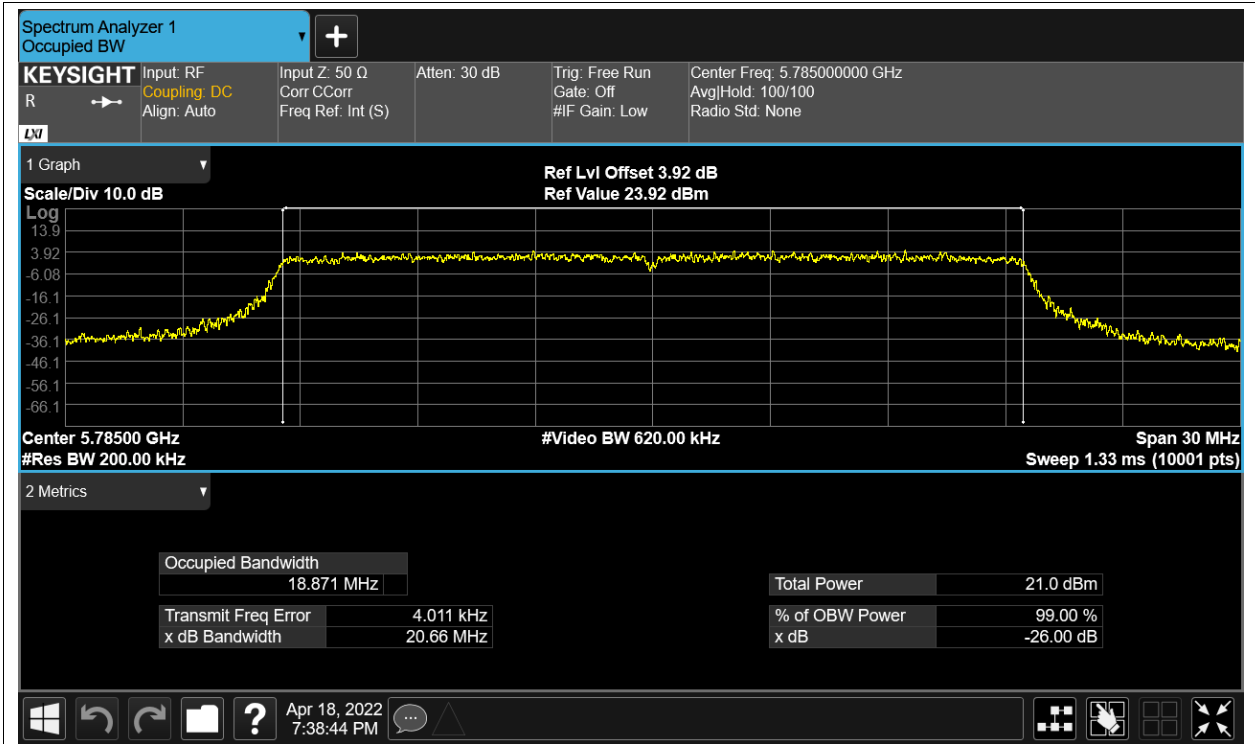 Spectrum Analyzer 1
Occupied BW
KEYSIGHT
R
LXI
Input: RF
Coupling: DC
Align: Auto
Input Z: 50 Ω
Corr CCorr
Freq Ref: Int (S)
Atten: 30 dB
Trig: Free Run
Gate: Off
#IF Gain: Low
Center Freq: 5.785000000 GHz
Avg|Hold: 100/100
Radio Std: None
1 Graph
Scale/Div 10.0 dB
Ref Lvl Offset 3.92 dB
Ref Value 23.92 dBm
Log
13.9
3.92
-6.08
-16.1
-26.1
-36.1
-46.1
-56.1
-66.1
Center 5.78500 GHz
#Video BW 620.00 kHz
Span 30 MHz
#Res BW 200.00 kHz
Sweep 1.33 ms (10001 pts)
2 Metrics
Occupied Bandwidth
18.871 MHz
Total Power 21.0 dBm
Transmit Freq Error 4.011 kHz
% of OBW Power 99.00 %
x dB Bandwidth 20.66 MHz
x dB -26.00 dB
?
Apr 18, 2022
7:38:44 PM